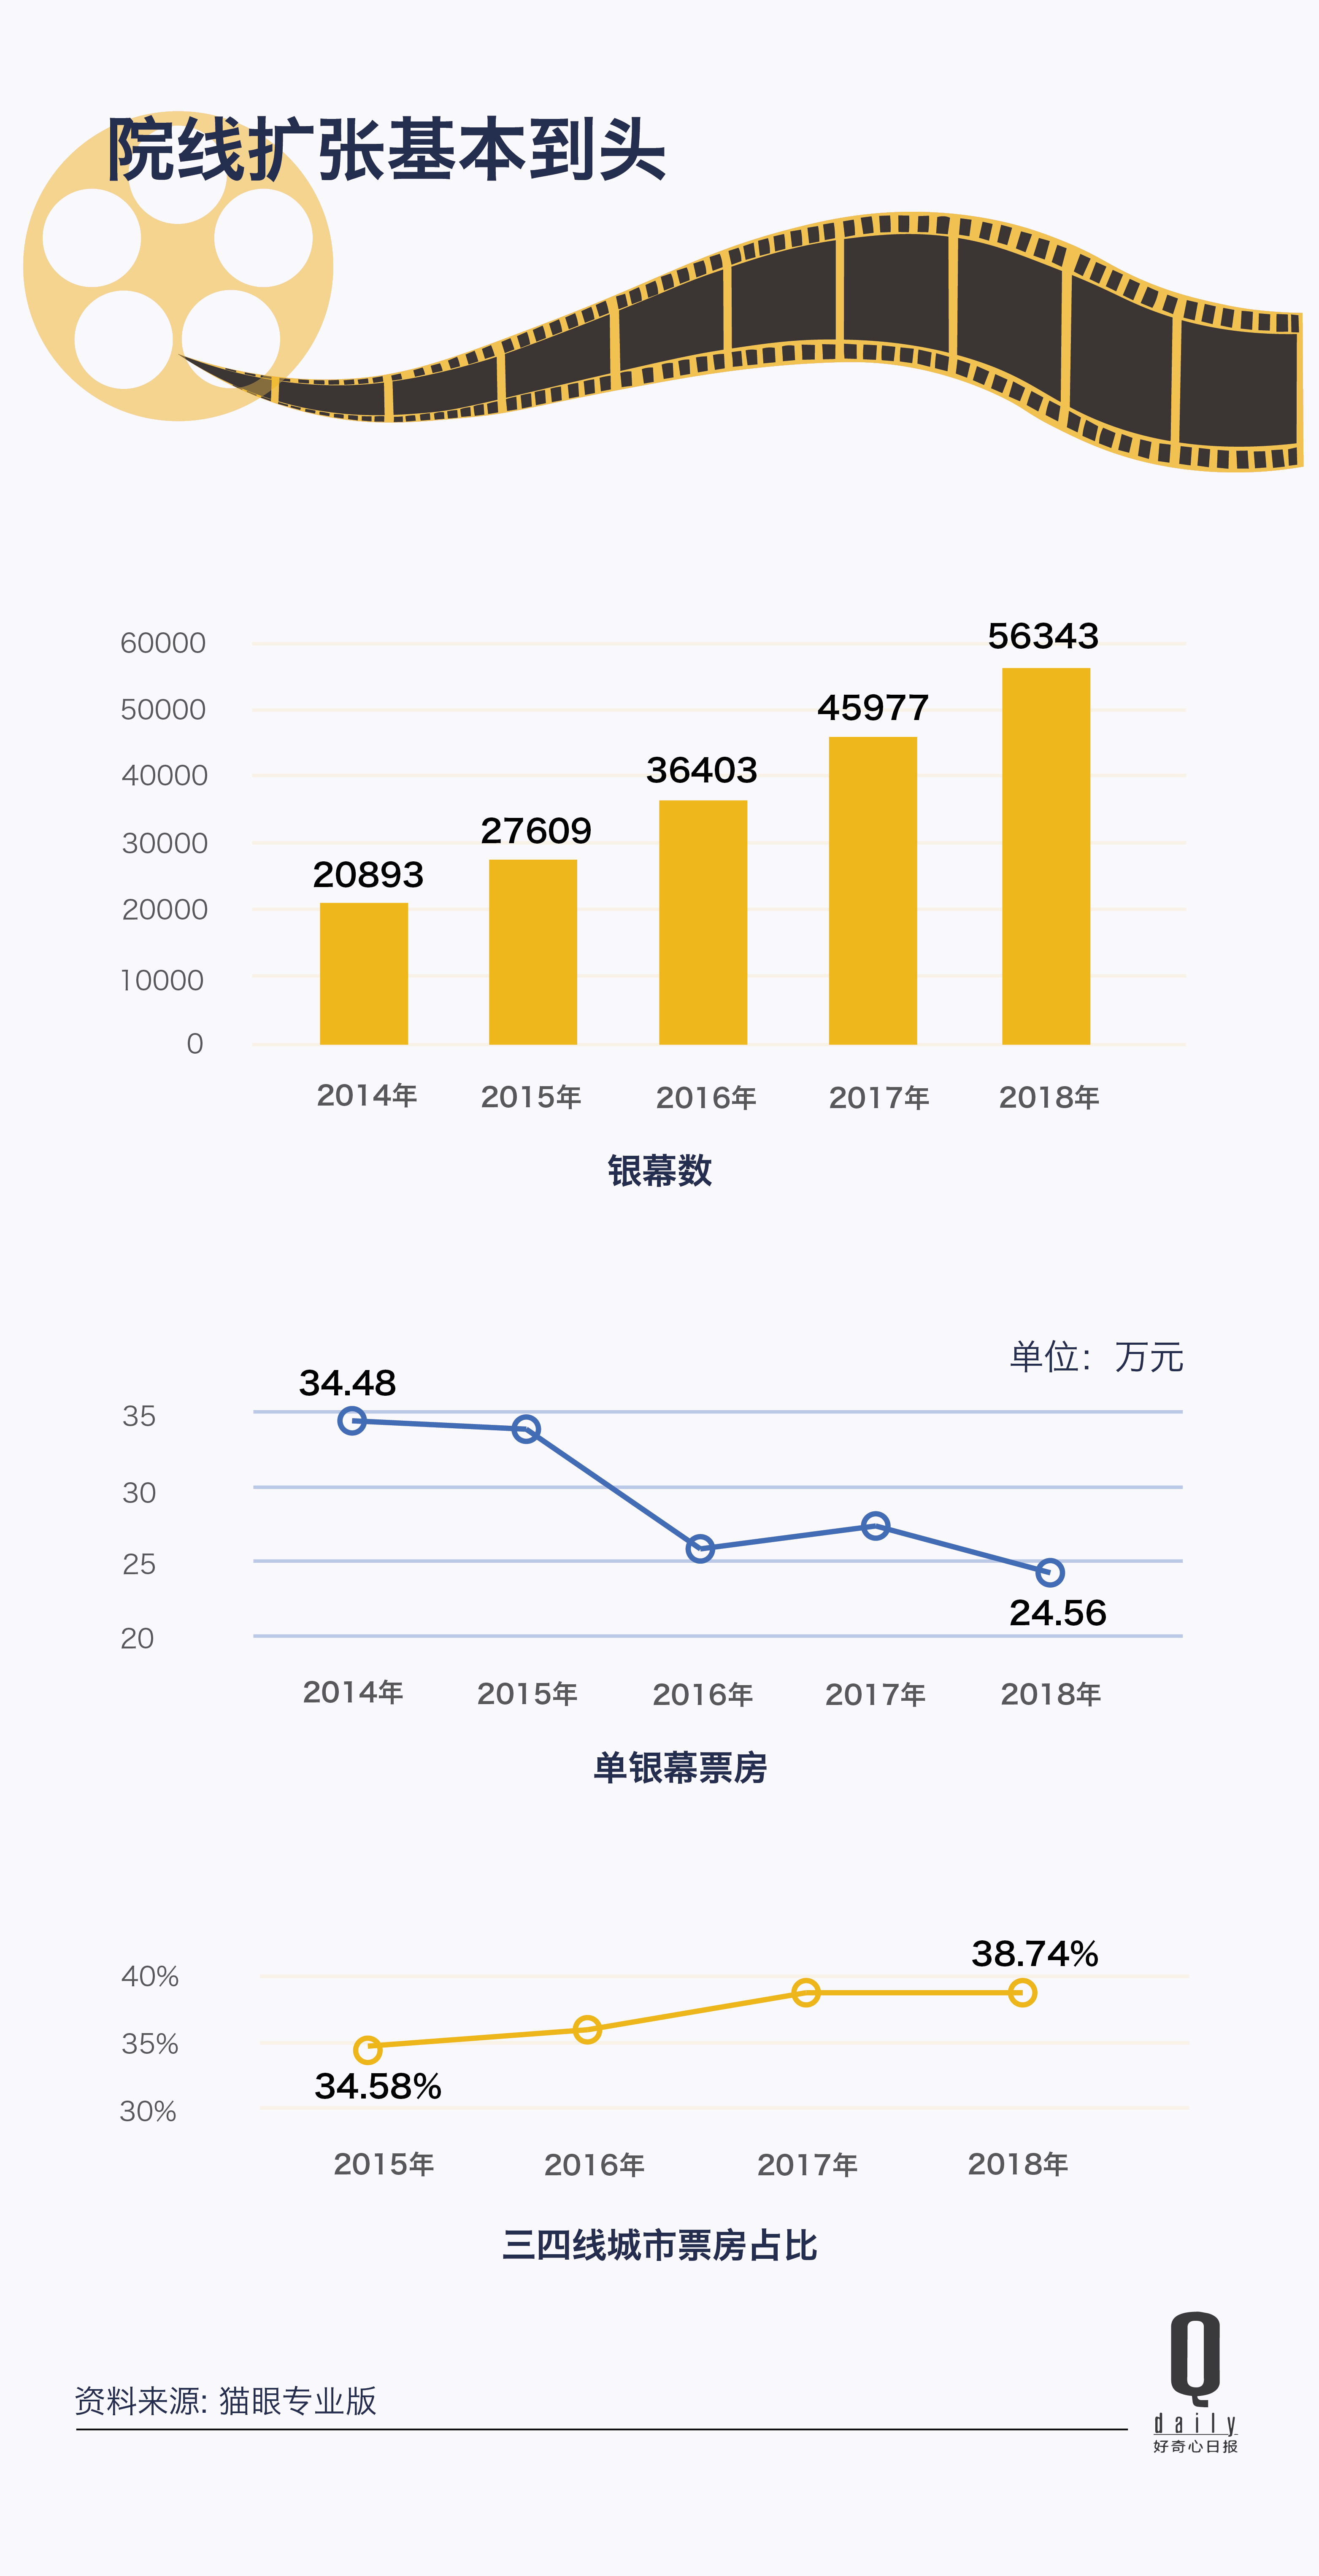 院线扩张基本到头
60000
50000
40000
30000
20000
10000
0
20893
27609
36403
45977
56343
2014年
2015年
2016年
2017年
2018年
银幕数
单位：万元
35
30
25
20
34.48
24.56
2014年
2015年
2016年
2017年
2018年
单银幕票房
40%
35%
30%
34.58%
38.74%
2015年
2016年
2017年
2018年
三四线城市票房占比
资料来源: 猫眼专业版
Q
daily
好奇心日报